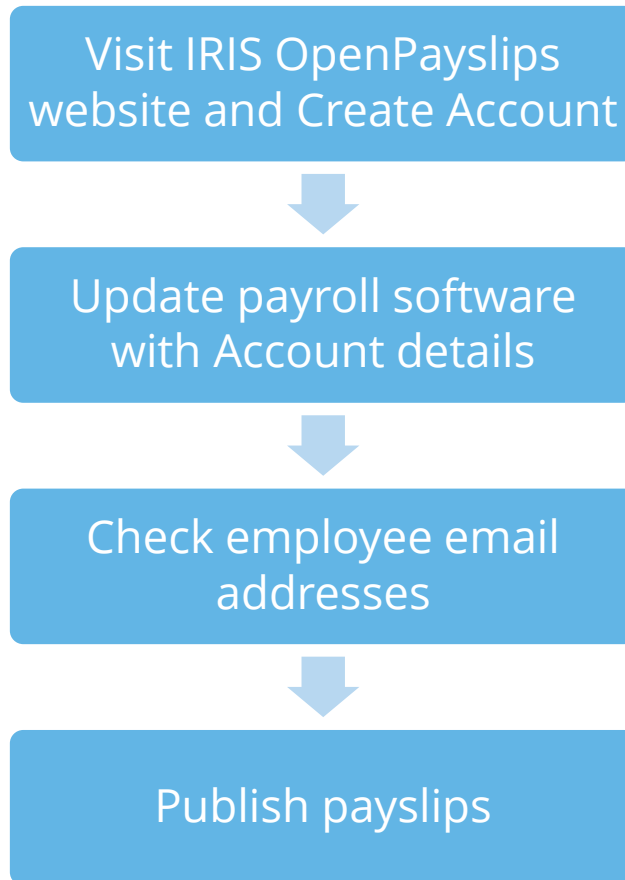 Visit IRIS OpenPayslips
website and Create Account
Update payroll software
with Account details
Check employee email
addresses
Publish payslips